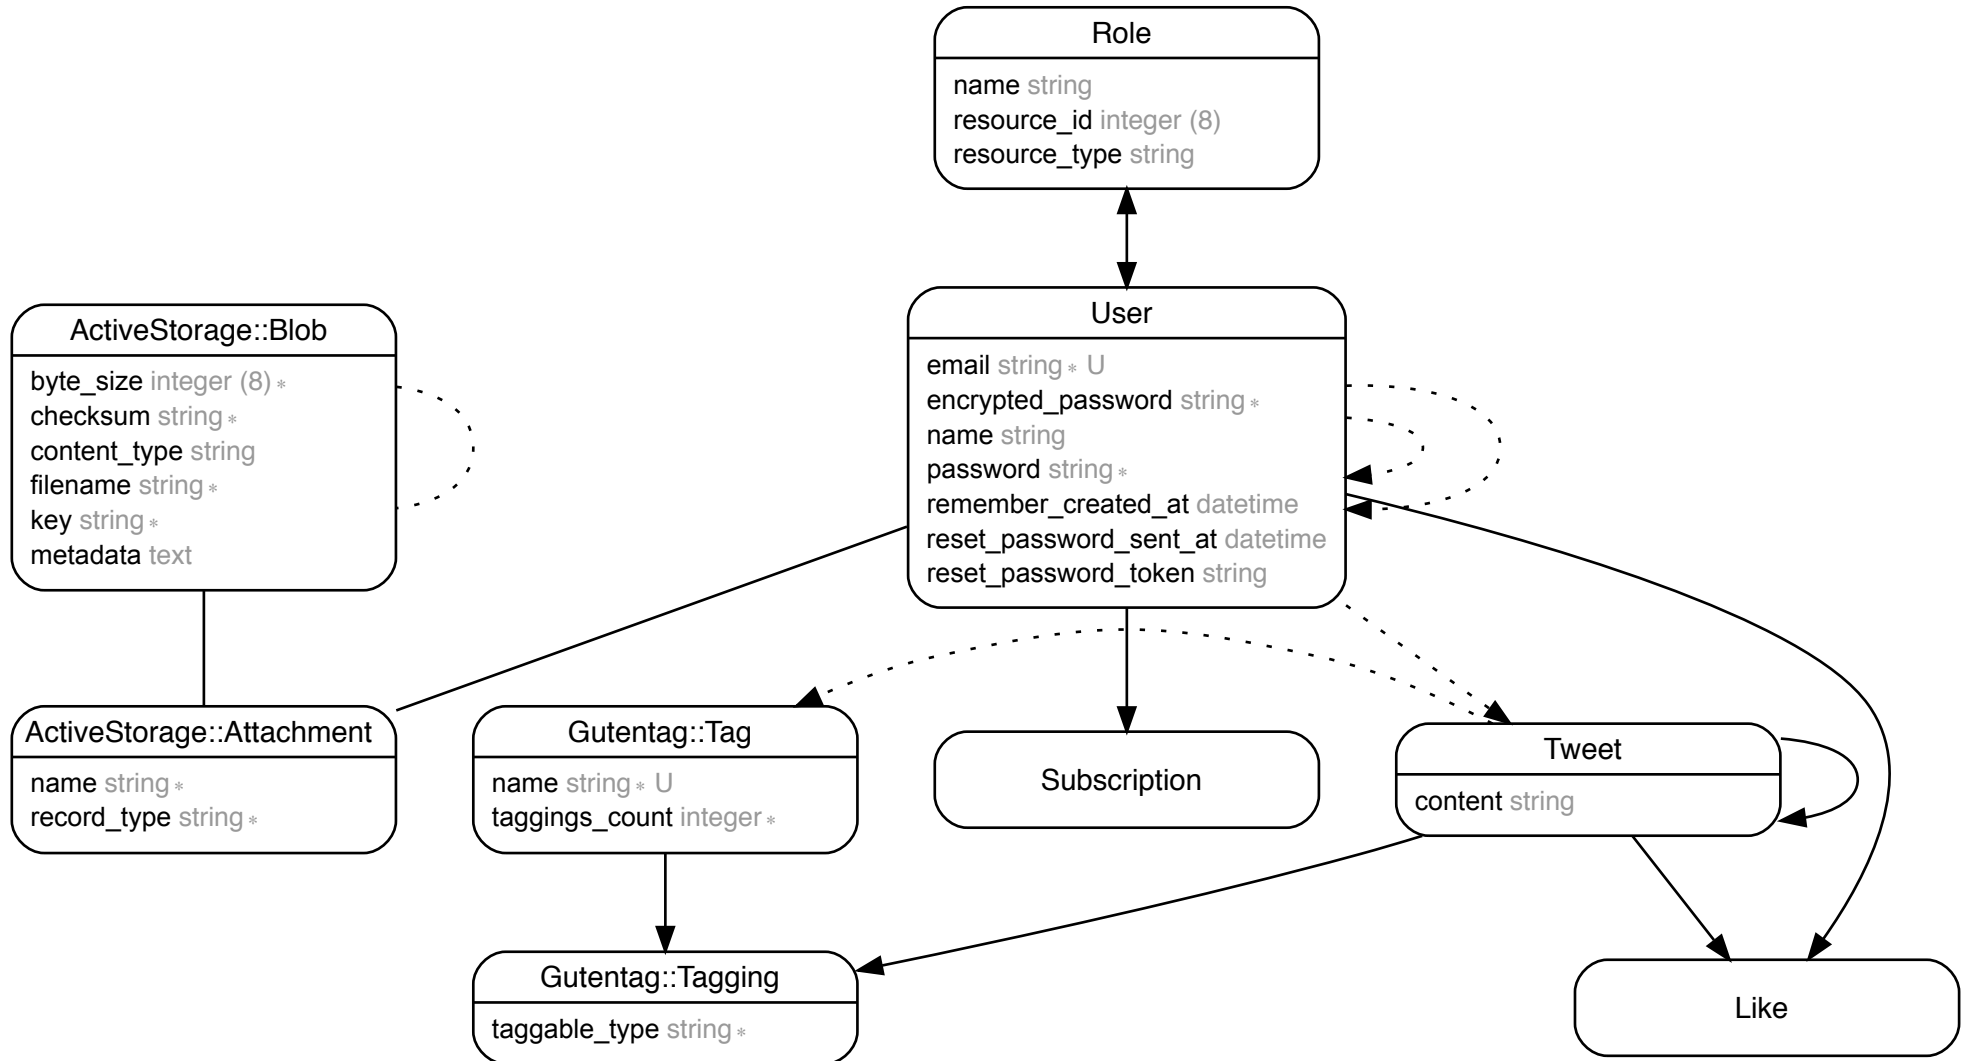 Role
name string
resource_id integer (8)
resource_type string
User
email string * U
encrypted_password string *
name string
password string *
remember_created_at datetime
reset_password_sent_at datetime
reset_password_token string
ActiveStorage::Blob
byte_size integer (8) *
checksum string *
content_type string
filename string *
key string *
metadata text
ActiveStorage::Attachment
name string *
record_type string *
Gutentag::Tag
name string * U
taggings_count integer *
Subscription
Tweet
content string
Gutentag::Tagging
taggable_type string *
Like